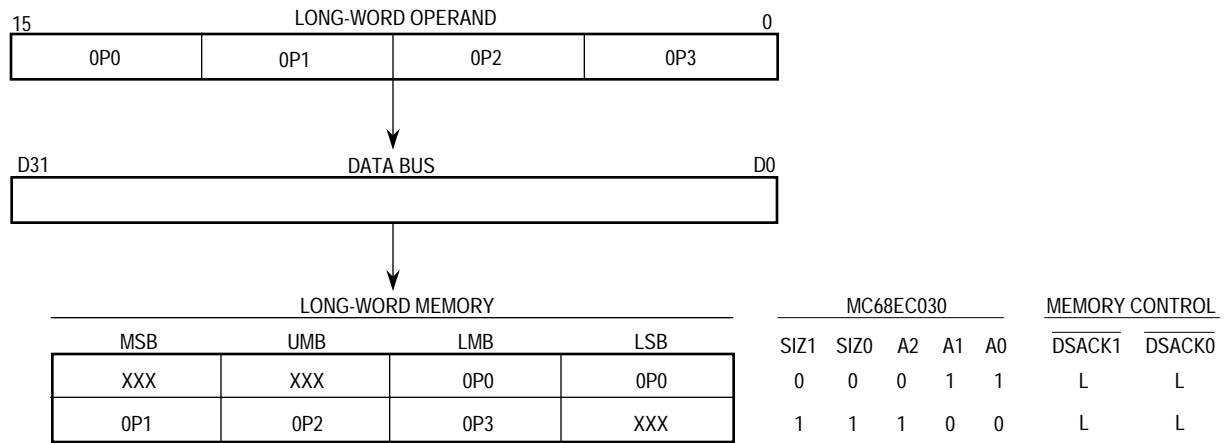 LONG-WORD OPERAND
15 0
0P0 0P1 0P2 0P3
D31 DATA BUS D0
LONG-WORD MEMORY MC68EC030 MEMORY CONTROL
MSB UMB LMB LSB SIZ1 SIZ0 A2 A1 A0 DSACK1 DSACK0
XXX XXX 0P0 0P0 0 0 0 1 1 L L
0P1 0P2 0P3 XXX 1 1 1 0 0 L L